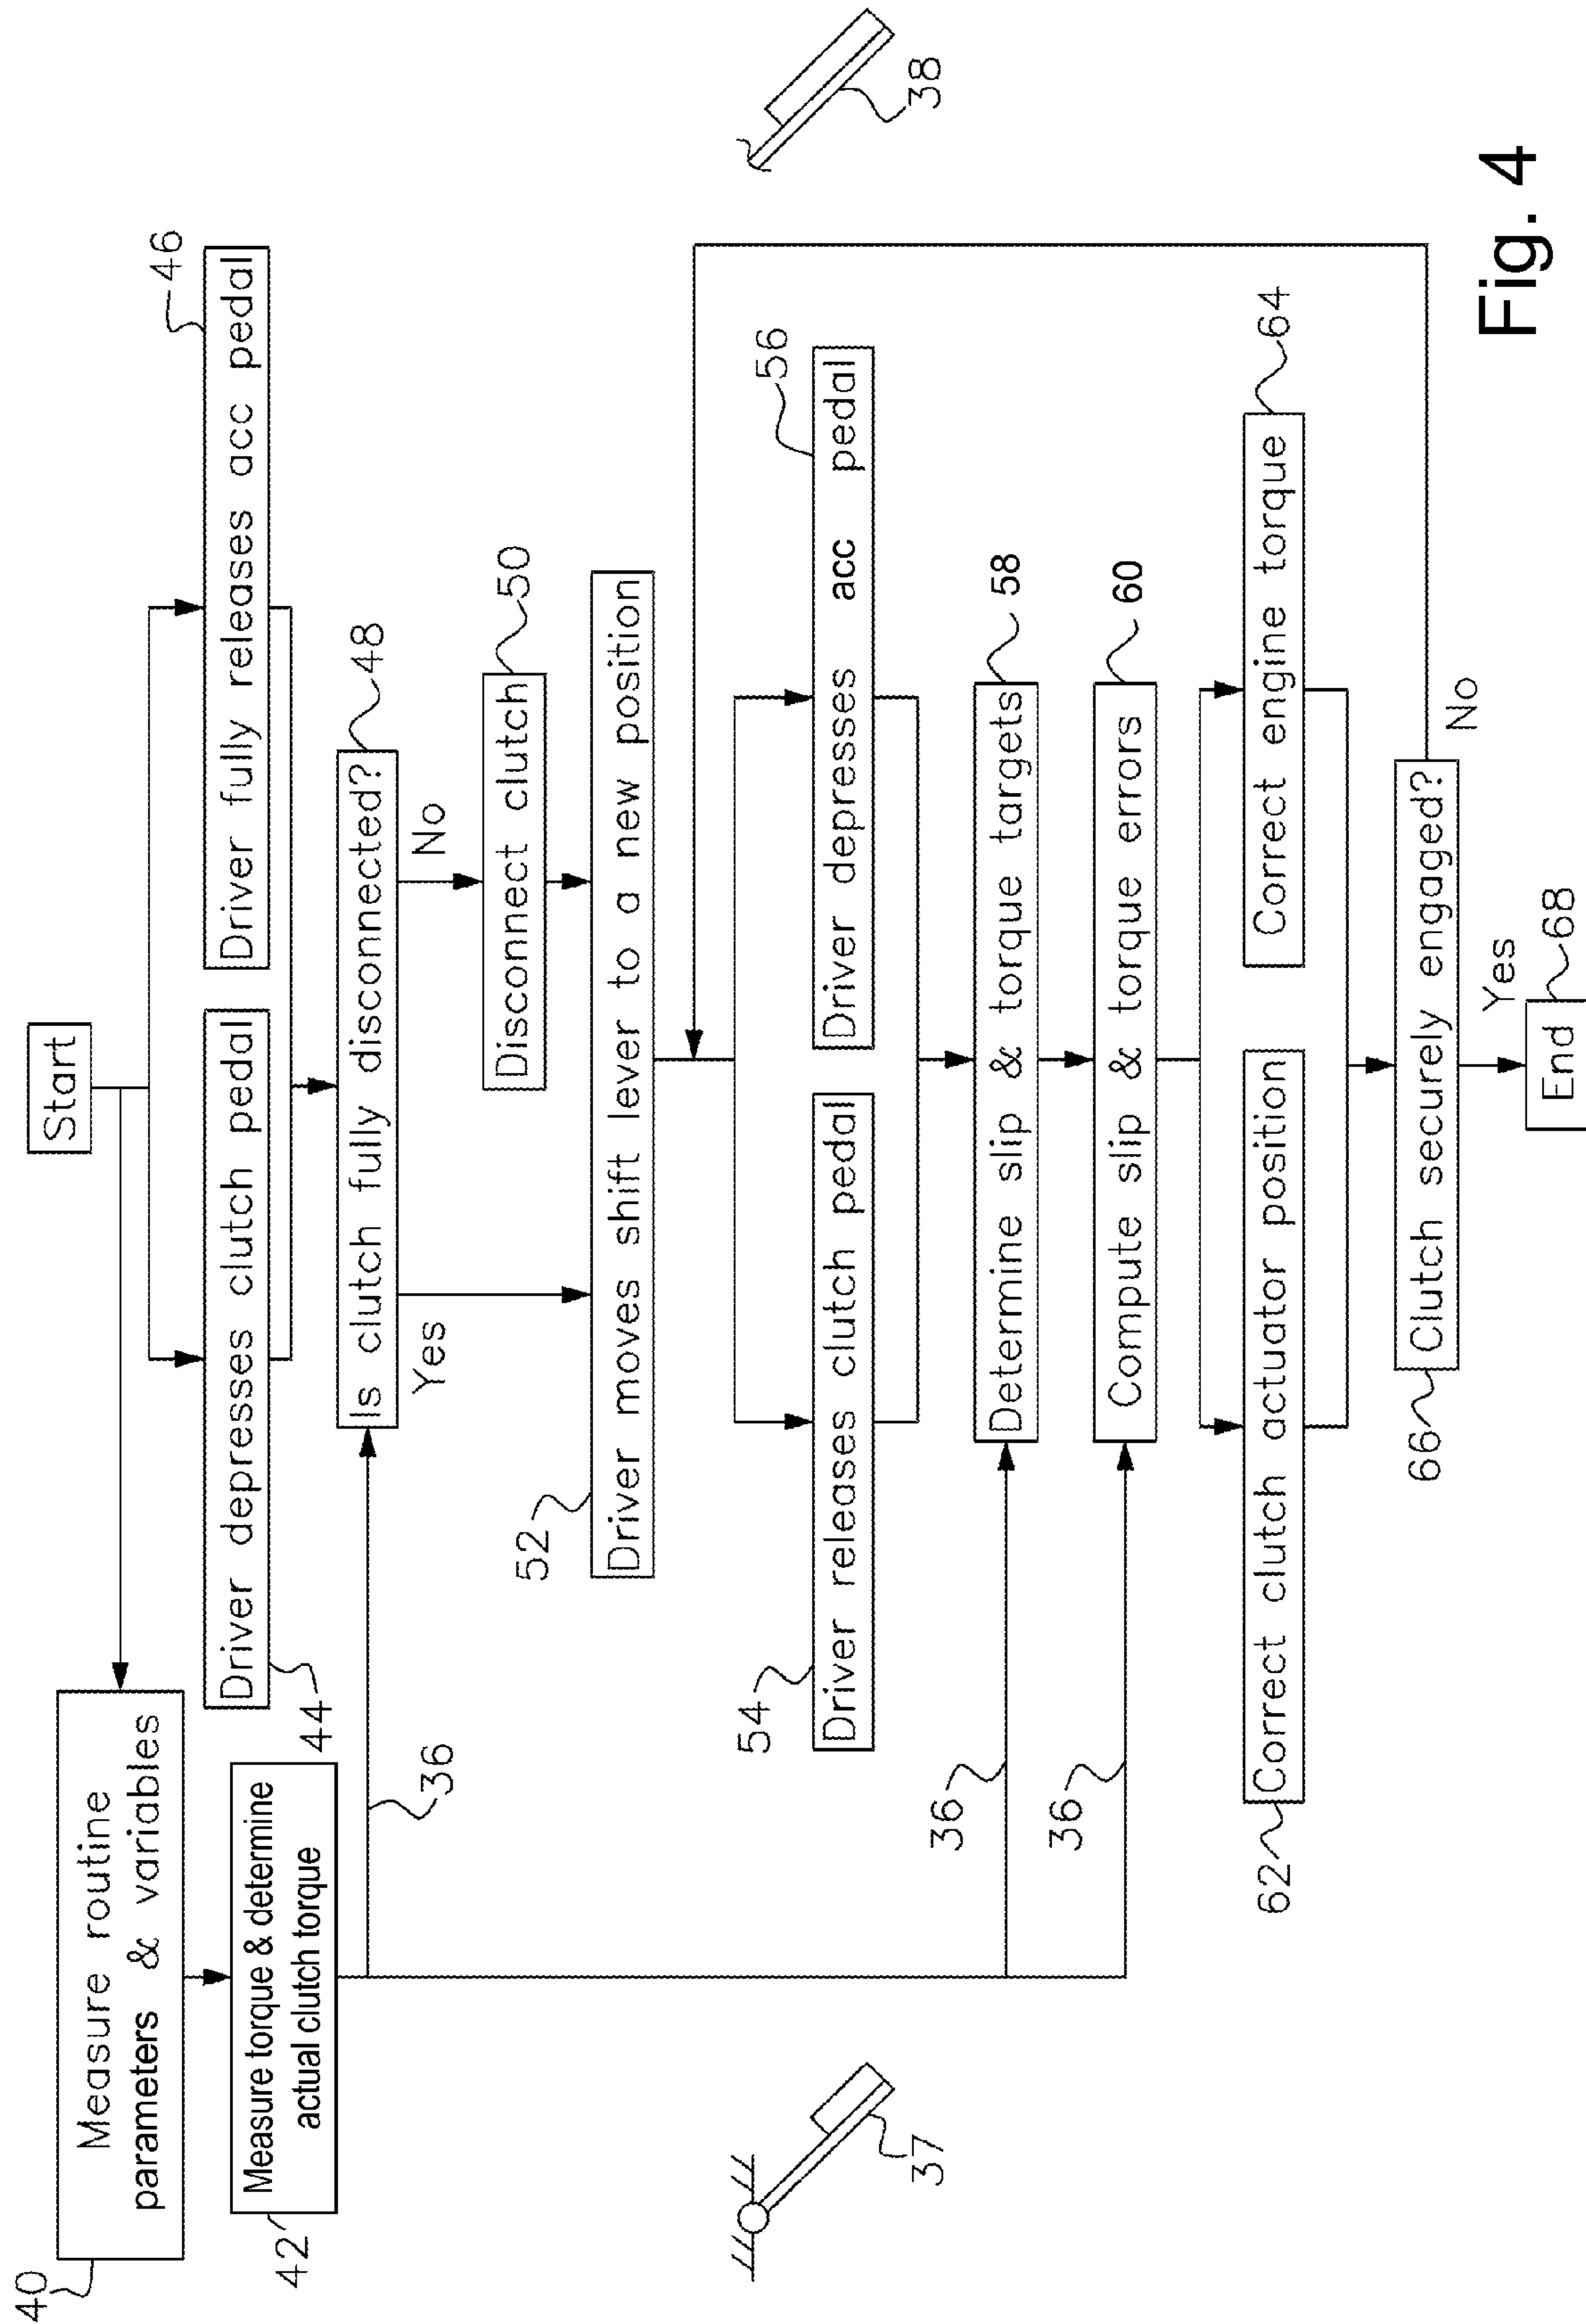 Start
40
Measure routine
parameters & variables
44
Driver depresses clutch pedal
Driver fully releases acc pedal
46
42
Measure torque & determine
actual clutch torque
36
Is clutch fully disconnected?
48
Yes
No
Disconnect clutch
50
52
Driver moves shift lever to a new position
37
38
54
Driver releases clutch pedal
Driver depresses acc pedal
56
36
Determine slip & torque targets
58
36
Compute slip & torque errors
60
62
Correct clutch actuator position
Correct engine torque
64
66
Clutch securely engaged?
No
Yes
End
68
Fig. 4